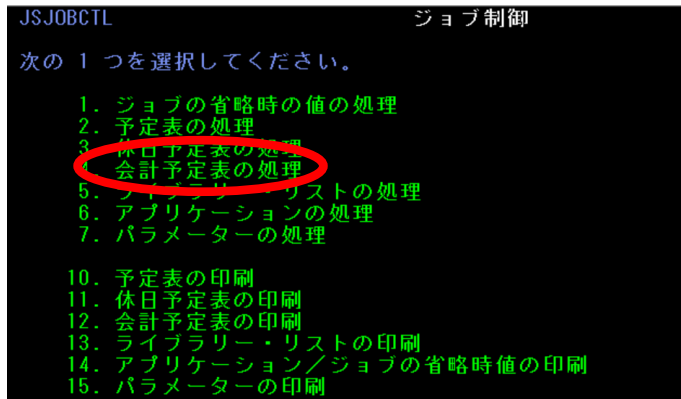 JSJOBCTL ジョブ制御
次の 1 つを選択してください。
1. ジョブの省略時の値の処理
2. 予定表の処理
3. 休日予定表の処理
4. 会計予定表の処理
5. ライブラリー・リストの処理
6. アプリケーションの処理
7. パラメーターの処理
10. 予定表の印刷
11. 休日予定表の印刷
12. 会計予定表の印刷
13. ライブラリー・リストの印刷
14. アプリケーション/ジョブの省略時値の印刷
15. パラメーターの印刷